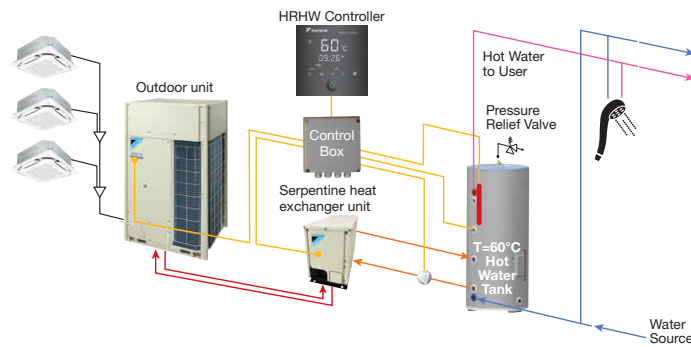 HRHW Controller
DAIKIN
60°C
09:26
Outdoor unit
Hot Water
to User
Pressure
Relief Valve
Control
Box
Serpentine heat
exchanger unit
T=60°C
Hot
Water
Tank
Water
Source